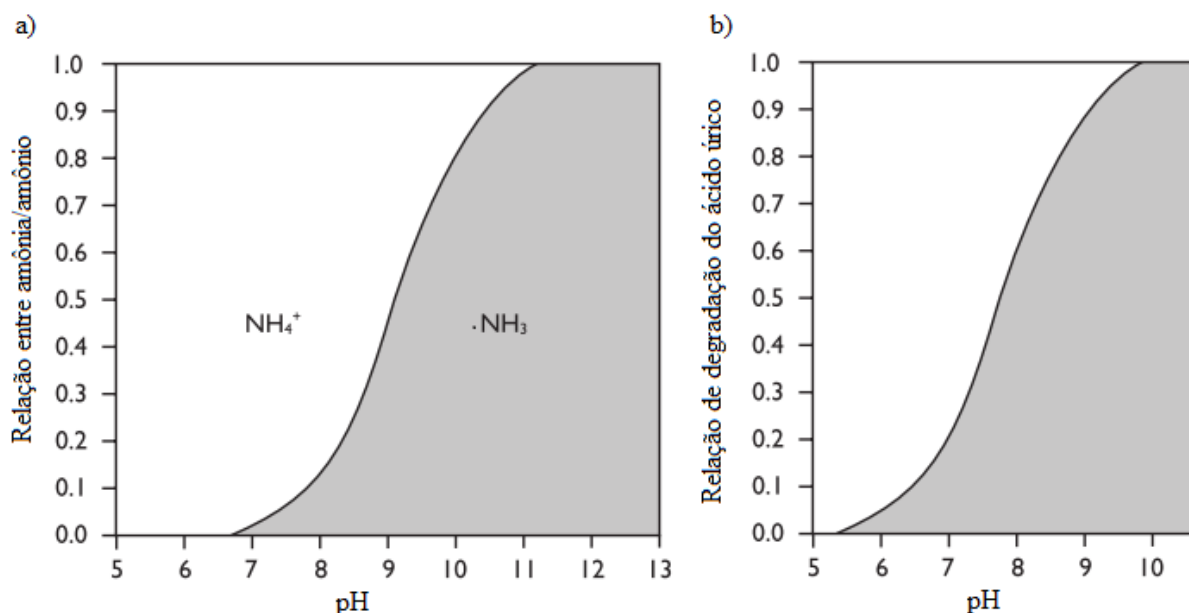 a)
Relação entre amônia/amônio
1.0
0.9
0.8
0.7
0.6
0.5
0.4
0.3
0.2
0.1
0.0
NH₄⁺
.NH₃
5 6 7 8 9 10 11 12 13
pH
b)
Relação de degradação do ácido úrico
1.0
0.9
0.8
0.7
0.6
0.5
0.4
0.3
0.2
0.1
0.0
5 6 7 8 9 10
pH